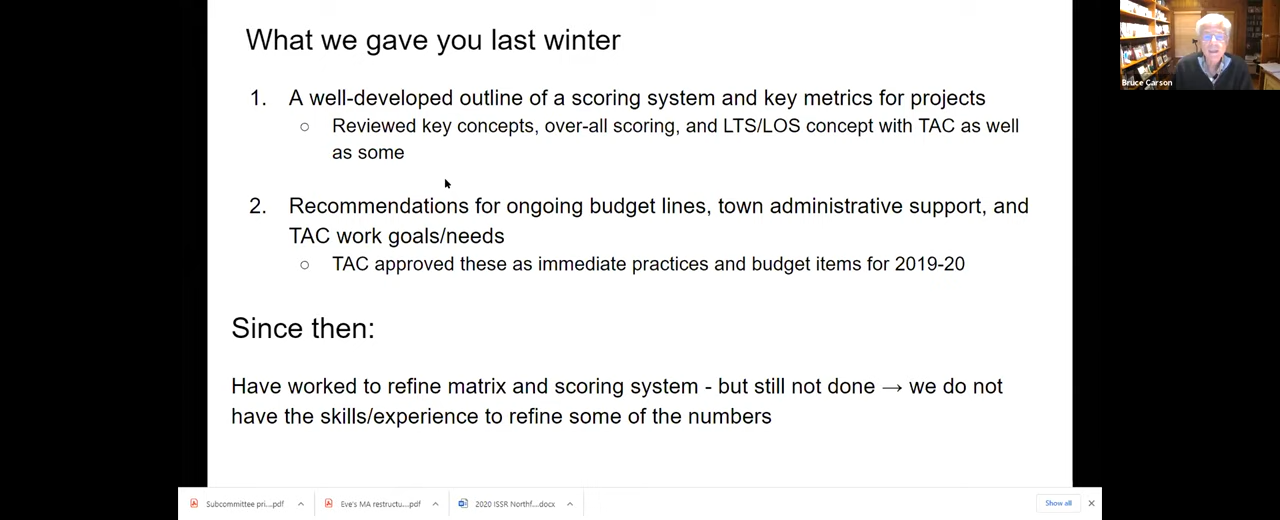 What we gave you last winter
1. A well-developed outline of a scoring system and key metrics for projects
○ Reviewed key concepts, over-all scoring, and LTS/LOS concept with TAC as well
as some
2. Recommendations for ongoing budget lines, town administrative support, and
TAC work goals/needs
○ TAC approved these as immediate practices and budget items for 2019-20
Since then:
Have worked to refine matrix and scoring system - but still not done → we do not
have the skills/experience to refine some of the numbers
Bruce Carson
Subcommittee pri....pdf
Eve's MA restructu....pdf
2020 ISSR Northf....docx
Show all